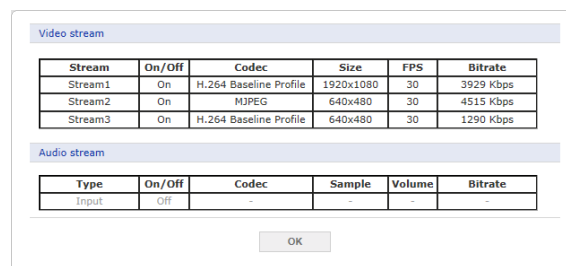 Video stream
Stream On/Off Codec Size FPS Bitrate
Stream1 On H.264 Baseline Profile 1920x1080 30 3929 Kbps
Stream2 On MJPEG 640x480 30 4515 Kbps
Stream3 On H.264 Baseline Profile 640x480 30 1290 Kbps
Audio stream
Type On/Off Codec Sample Volume Bitrate
Input Off - - - -
OK